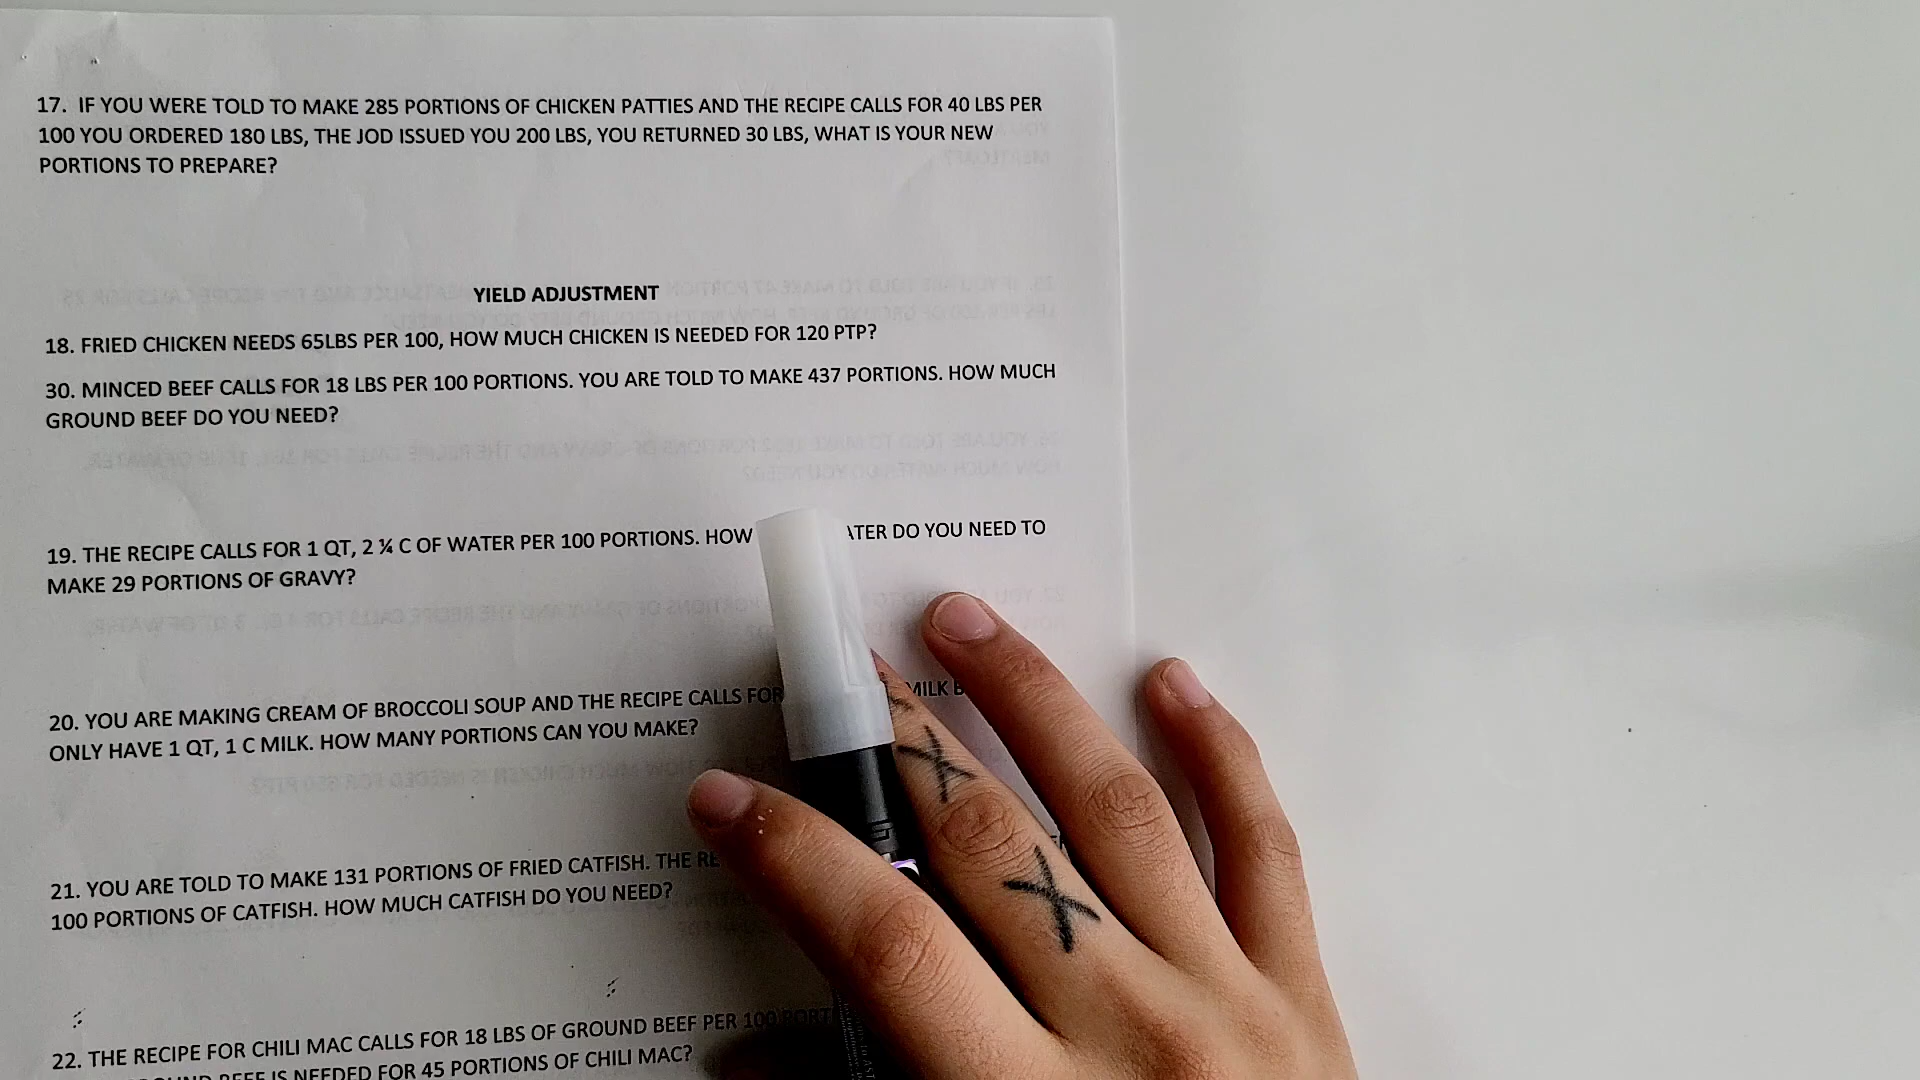 17. IF YOU WERE TOLD TO MAKE 285 PORTIONS OF CHICKEN PATTIES AND THE RECIPE CALLS FOR 40 LBS PER
100 YOU ORDERED 180 LBS, THE JOD ISSUED YOU 200 LBS, YOU RETURNED 30 LBS, WHAT IS YOUR NEW
PORTIONS TO PREPARE?
YIELD ADJUSTMENT
18. FRIED CHICKEN NEEDS 65LBS PER 100, HOW MUCH CHICKEN IS NEEDED FOR 120 PTP?
30. MINCED BEEF CALLS FOR 18 LBS PER 100 PORTIONS. YOU ARE TOLD TO MAKE 437 PORTIONS. HOW MUCH
GROUND BEEF DO YOU NEED?
19. THE RECIPE CALLS FOR 1 QT, 2 ¼ C OF WATER PER 100 PORTIONS. HOW ATER DO YOU NEED TO
MAKE 29 PORTIONS OF GRAVY?
20. YOU ARE MAKING CREAM OF BROCCOLI SOUP AND THE RECIPE CALLS FOR MILK
ONLY HAVE 1 QT, 1 C MILK. HOW MANY PORTIONS CAN YOU MAKE?
21. YOU ARE TOLD TO MAKE 131 PORTIONS OF FRIED CATFISH. THE RE
100 PORTIONS OF CATFISH. HOW MUCH CATFISH DO YOU NEED?
22. THE RECIPE FOR CHILI MAC CALLS FOR 18 LBS OF GROUND BEEF PER 100 PORT
BEEF IS NEEDED FOR 45 PORTIONS OF CHILI MAC?